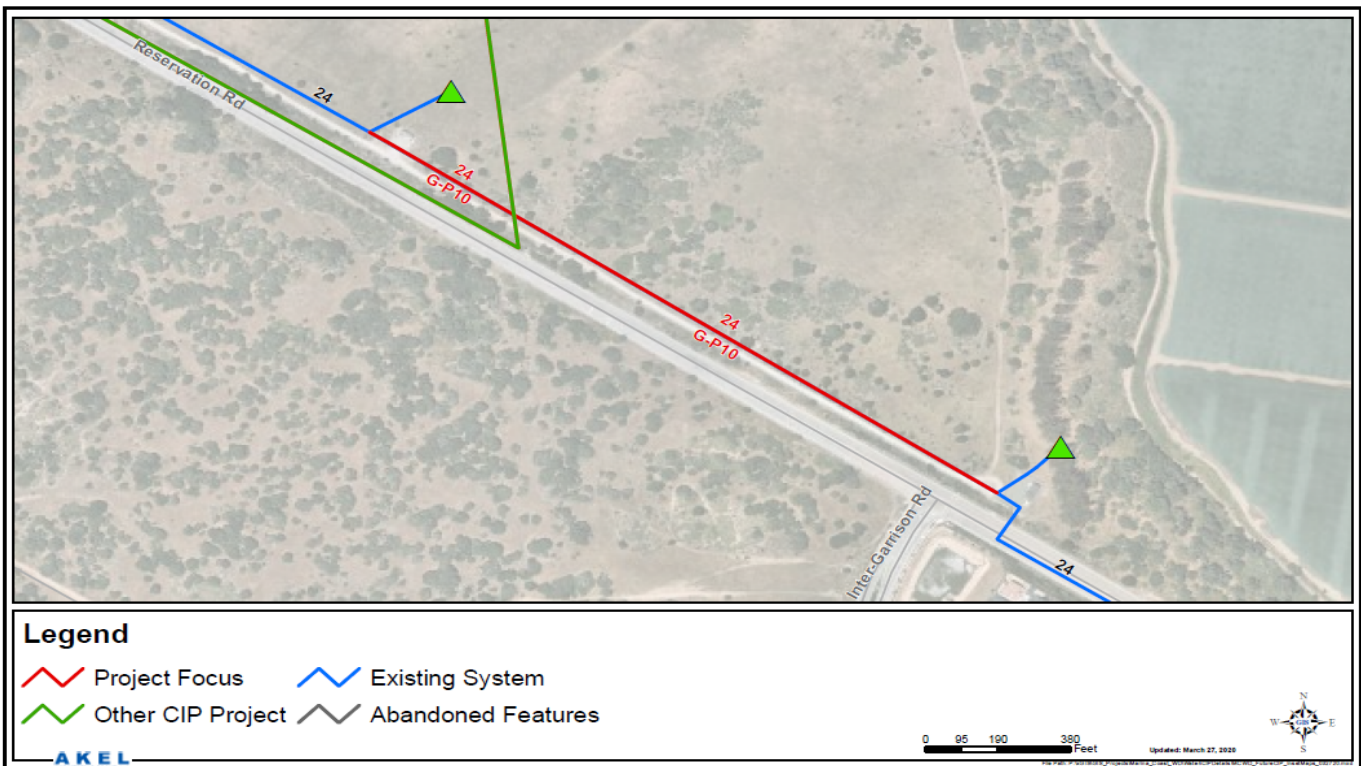 Reservation Rd
24
24
G-P10
24
G-P10
Inter-Garrison Rd
24
Legend
Project Focus
Existing System
Other CIP Project
Abandoned Features
N
W
GIS
E
S
0 95 190 380
Feet
Updated: March 27, 2020
AKEL